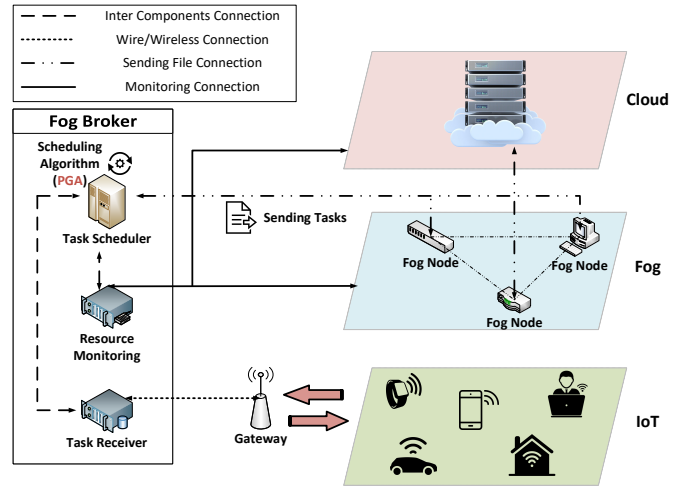 Inter Components Connection
Wire/Wireless Connection
Sending File Connection
Monitoring Connection
Fog Broker
Scheduling
Algorithm
(PGA)
Task Scheduler
Resource
Monitoring
Task Receiver
Sending Tasks
Gateway
Cloud
Fog Node
Fog Node
Fog Node
Fog
IoT